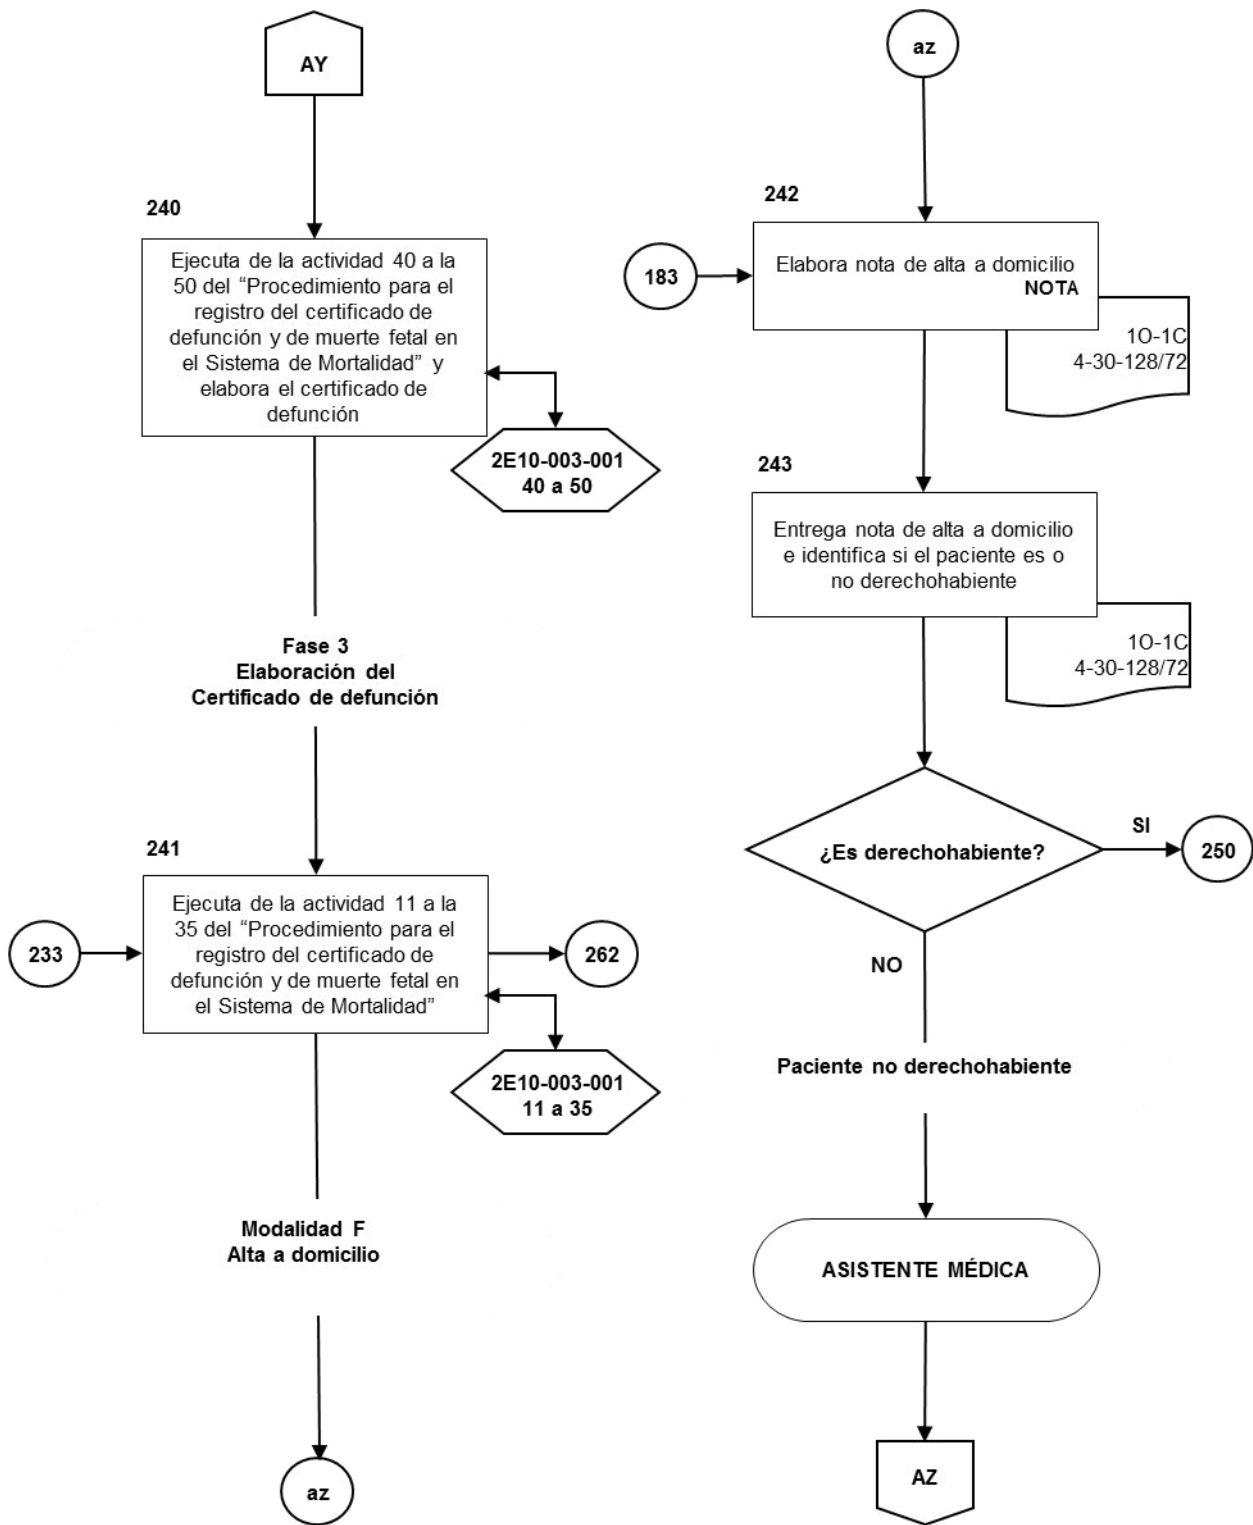 AY
240
Ejecuta de la actividad 40 a la
50 del “Procedimiento para el
registro del certificado de
defunción y de muerte fetal en
el Sistema de Mortalidad” y
elabora el certificado de
defunción
2E10-003-001
40 a 50
Fase 3
Elaboración del
Certificado de defunción
241
233
Ejecuta de la actividad 11 a la
35 del “Procedimiento para el
registro del certificado de
defunción y de muerte fetal en
el Sistema de Mortalidad”
262
2E10-003-001
11 a 35
Modalidad F
Alta a domicilio
az
az
242
183
Elabora nota de alta a domicilio
NOTA
1O-1C
4-30-128/72
243
Entrega nota de alta a domicilio
e identifica si el paciente es o
no derechohabiente
1O-1C
4-30-128/72
¿Es derechohabiente?
SI
250
NO
Paciente no derechohabiente
ASISTENTE MÉDICA
AZ